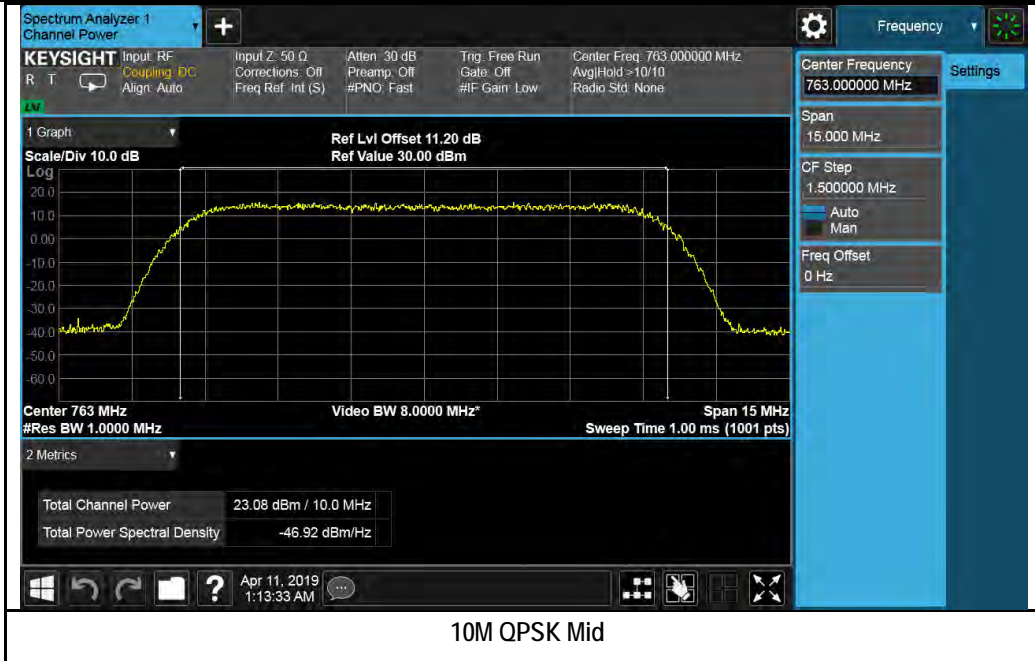 Spectrum Analyzer 1
Channel Power
+
Frequency
KEYSIGHT
R T
LXI
Input: RF
Coupling: DC
Align: Auto
Input Z: 50 Ω
Corrections: Off
Freq Ref: Int (S)
Atten: 30 dB
Preamp: Off
#PNO: Fast
Trig: Free Run
Gate: Off
#IF Gain: Low
Center Freq: 763.000000 MHz
Avg|Hold:>10/10
Radio Std: None
Center Frequency
763.000000 MHz
Settings
Span
15.000 MHz
CF Step
1.500000 MHz
Auto
Man
Freq Offset
0 Hz
1 Graph
Scale/Div 10.0 dB
Ref Lvl Offset 11.20 dB
Ref Value 30.00 dBm
Log
20.0
10.0
0.00
-10.0
-20.0
-30.0
-40.0
-50.0
-60.0
Center 763 MHz
#Res BW 1.0000 MHz
Video BW 8.0000 MHz*
Span 15 MHz
Sweep Time 1.00 ms (1001 pts)
2 Metrics
Total Channel Power 23.08 dBm / 10.0 MHz
Total Power Spectral Density -46.92 dBm/Hz
?
Apr 11, 2019
1:13:33 AM
10M QPSK Mid